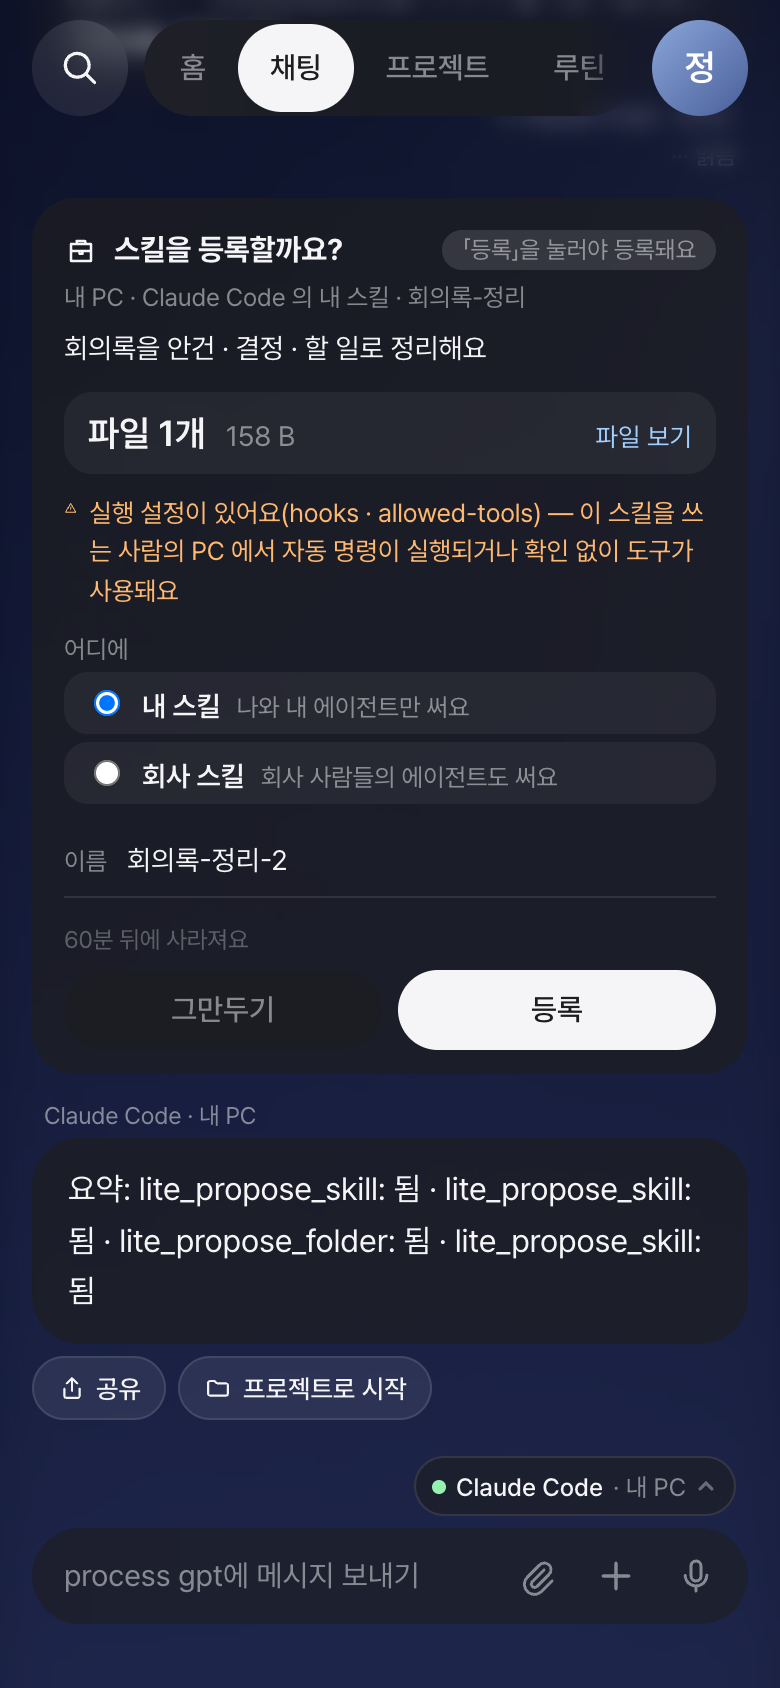 홈 채팅 프로젝트 루틴 정
스킬을 등록할까요? 「등록」을 눌러야 등록돼요
내 PC · Claude Code 의 내 스킬 · 회의록-정리
회의록을 안건 · 결정 · 할 일로 정리해요
파일 1개 158 B 파일 보기
실행 설정이 있어요(hooks · allowed-tools) — 이 스킬을 쓰
는 사람의 PC 에서 자동 명령이 실행되거나 확인 없이 도구가
사용돼요
어디에
내 스킬 나와 내 에이전트만 써요
회사 스킬 회사 사람들의 에이전트도 써요
이름 회의록-정리-2
60분 뒤에 사라져요
그만두기 등록
Claude Code · 내 PC
요약: lite_propose_skill: 됨 · lite_propose_skill:
됨 · lite_propose_folder: 됨 · lite_propose_skill:
됨
공유 프로젝트로 시작
Claude Code · 내 PC
process gpt에 메시지 보내기